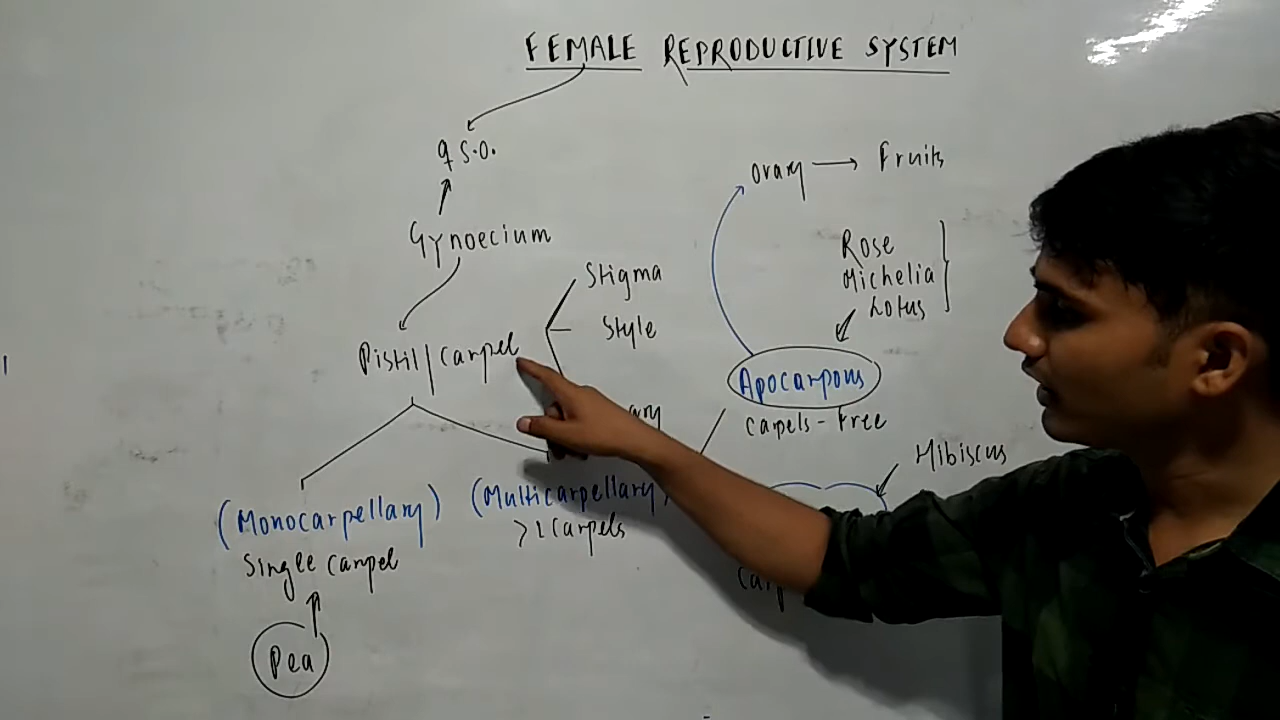 FEMALE REPRODUCTIVE SYSTEM
♀ S.O.
Gynoecium
Pistil/Carpel
Stigma
Style
(Monocarpellary)
Single Carpel
Pea
(Multicarpellary
Carpels
Ovary → Fruits
Rose
Michelia
Lotus
Apocarpous
Carpels - Free
Hibiscus